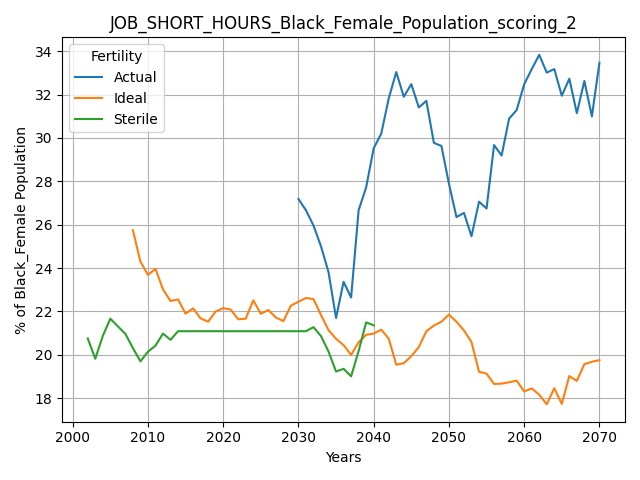 JOB_SHORT_HOURS_Black_Female_Population_scoring_2
Fertility
Actual
Ideal
Sterile
% of Black_Female Population
34
32
30
28
26
24
22
20
18
2000 2010 2020 2030 2040 2050 2060 2070
Years